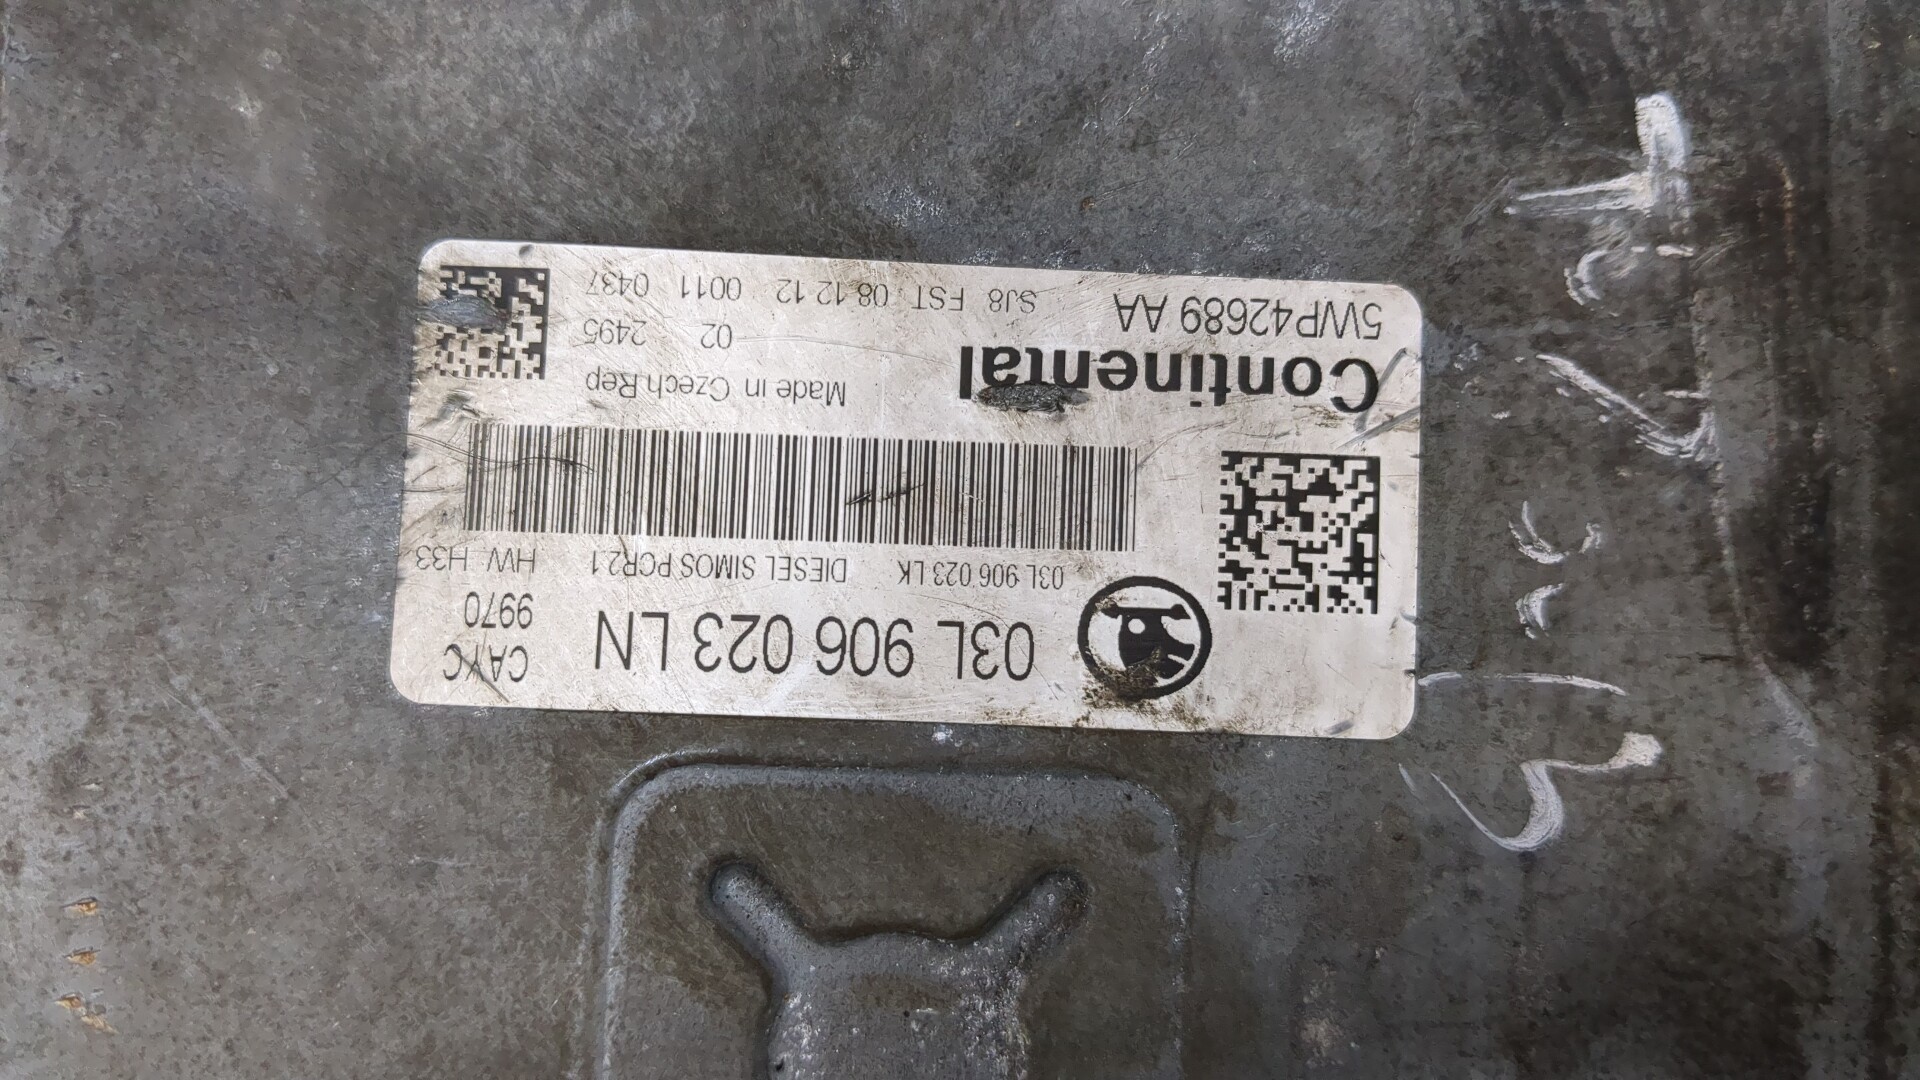 03L 906 023 LN CAYC
9970
03L 906 023 LK DIESEL SIMOS PCR2.1 HW H33
Continental
Made in Czech Rep
02 2495
5WP42689 AA
SJ8 FST 08 12 12 0011 0437